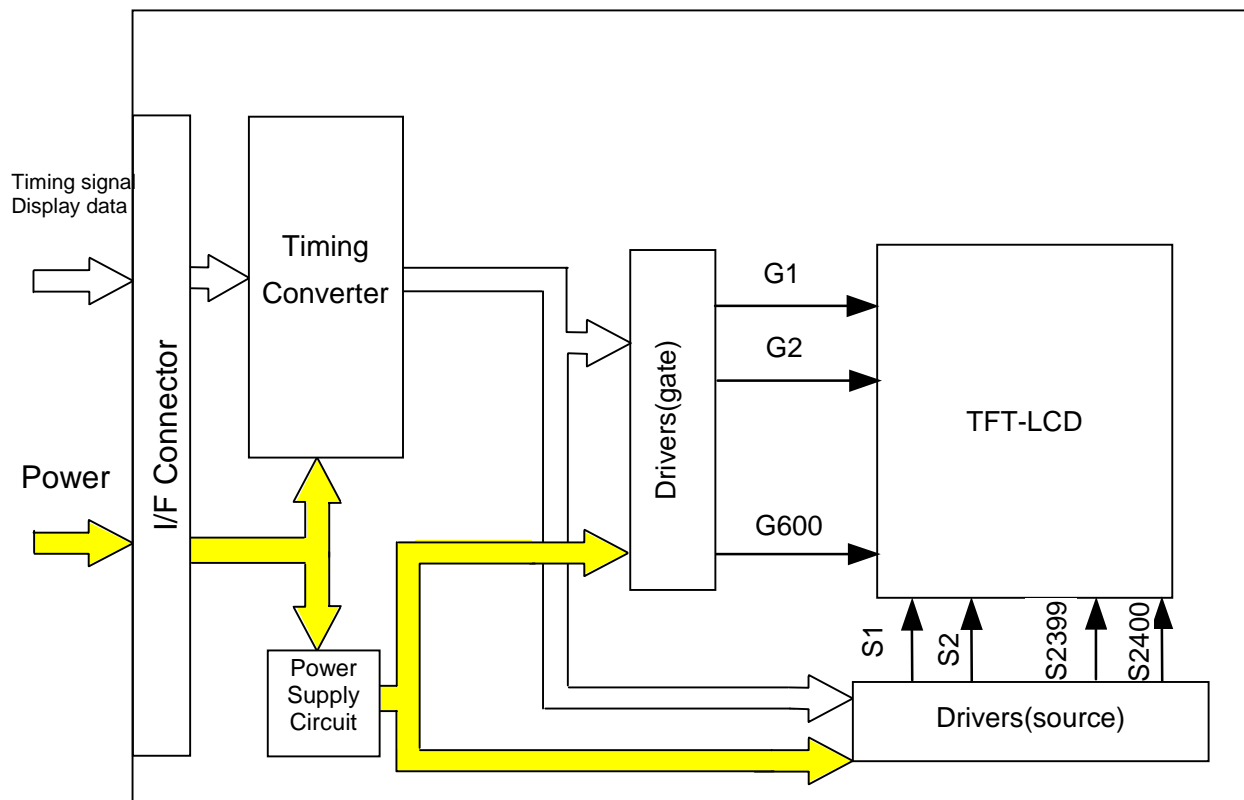 Timing signal
Display data
Power
I/F Connector
Timing
Converter
Power
Supply
Circuit
Drivers(gate)
G1
G2
G600
TFT-LCD
S1
S2
S2399
S2400
Drivers(source)